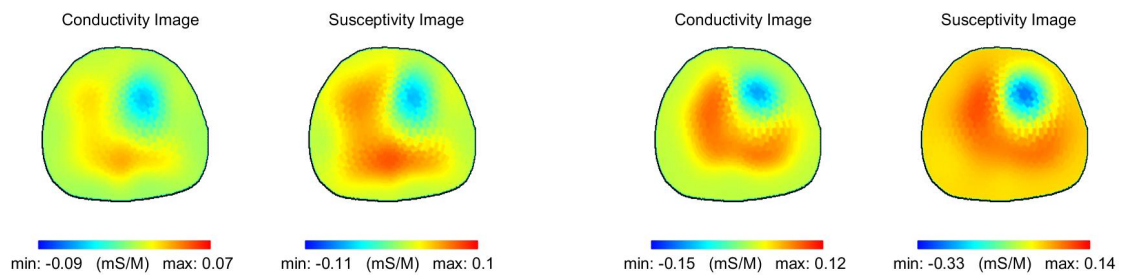 Conductivity Image Susceptivity Image Conductivity Image Susceptivity Image
min: -0.09 (mS/M) max: 0.07 min: -0.11 (mS/M) max: 0.1 min: -0.15 (mS/M) max: 0.12 min: -0.33 (mS/M) max: 0.14